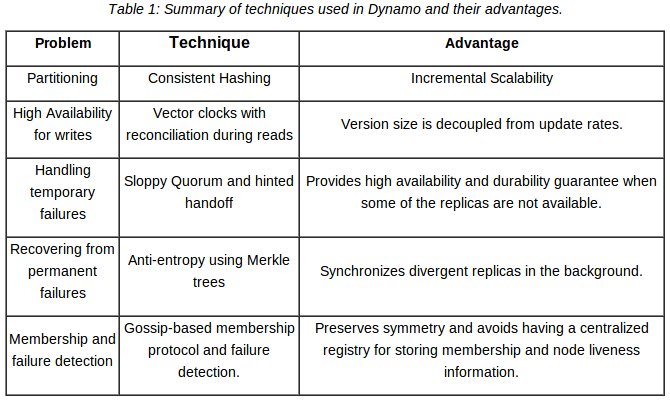 Table 1: Summary of techniques used in Dynamo and their advantages.
Problem
Technique
Advantage
Partitioning
Consistent Hashing
Incremental Scalability
High Availability
for writes
Vector clocks with
reconciliation during reads
Version size is decoupled from update rates.
Handling
temporary
failures
Sloppy Quorum and hinted
handoff
Provides high availability and durability guarantee when
some of the replicas are not available.
Recovering from
permanent
failures
Anti-entropy using Merkle
trees
Synchronizes divergent replicas in the background.
Membership and
failure detection
Gossip-based membership
protocol and failure
detection.
Preserves symmetry and avoids having a centralized
registry for storing membership and node liveness
information.